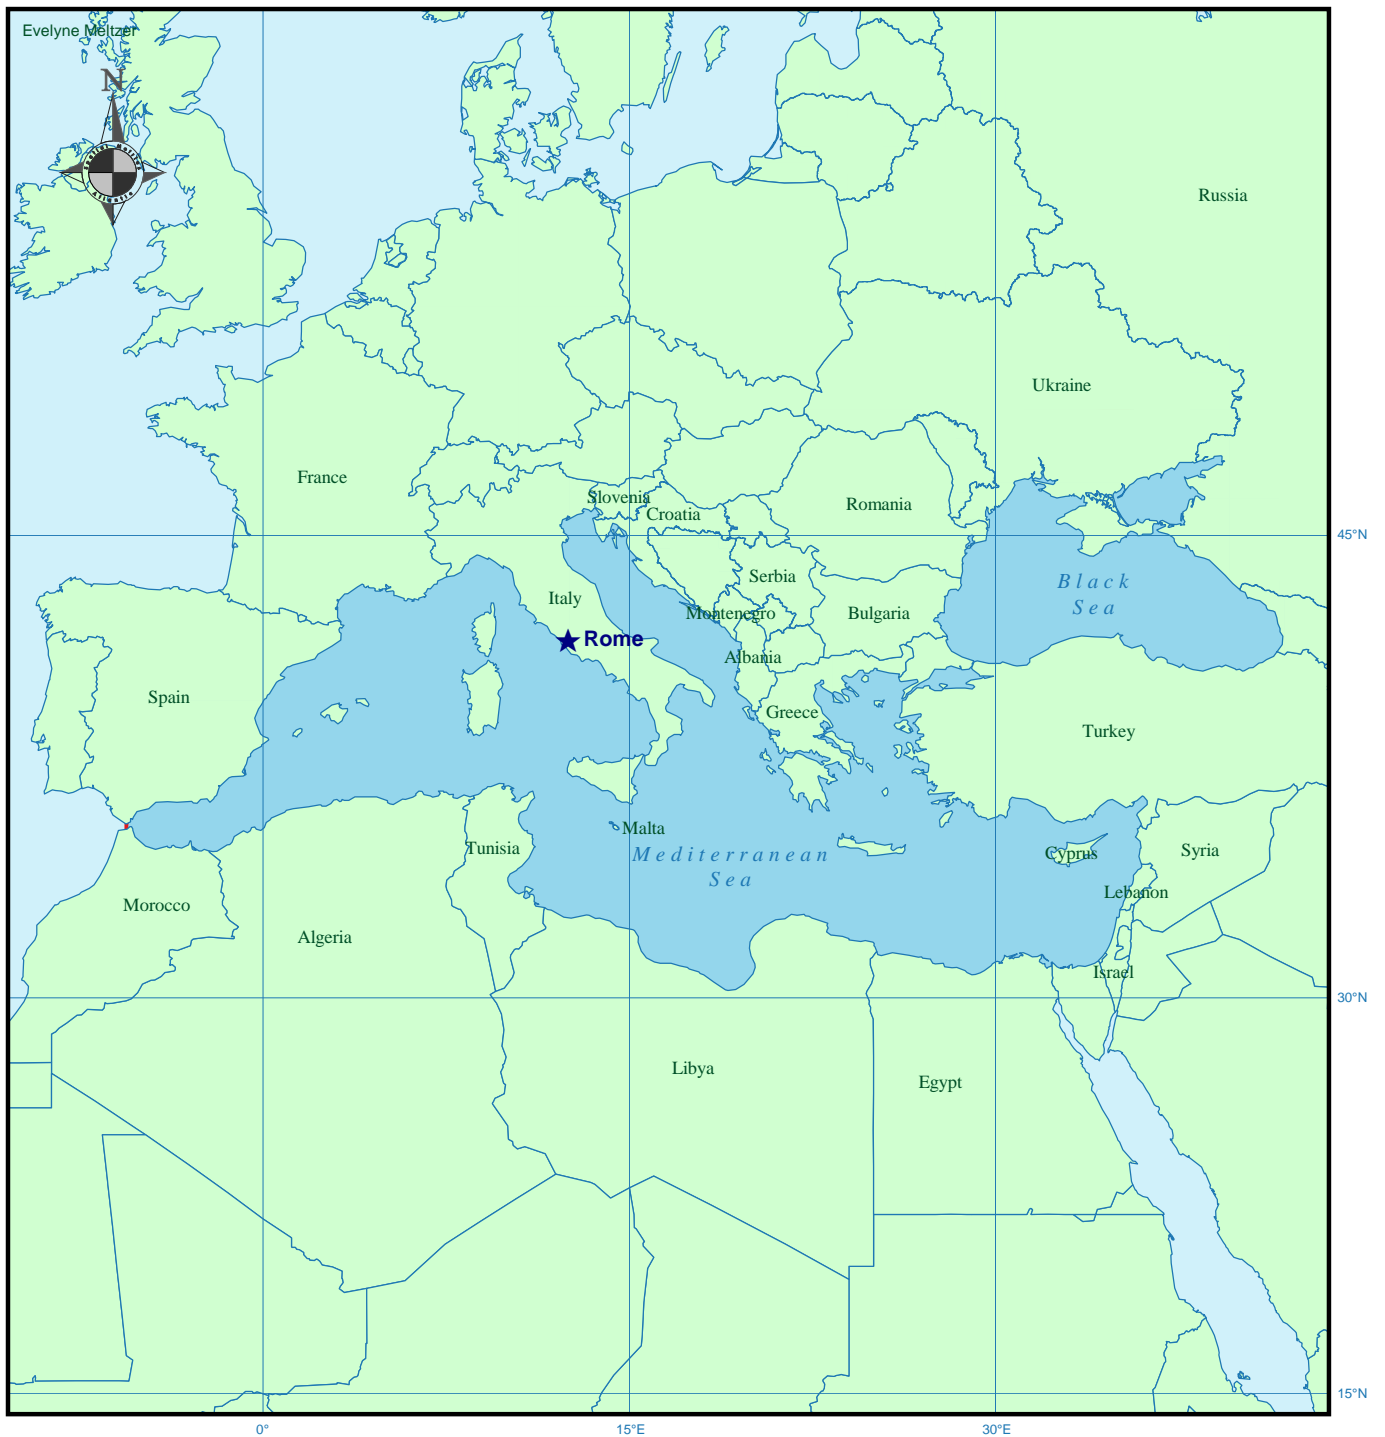 Evelyne Meltzer
N
Russia
Ukraine
France
Slovenia
Croatia
Romania
45°N
Serbia
Black
Sea
Italy
Montenegro
Bulgaria
Rome
Albania
Spain
Greece
Turkey
Malta
Tunisia
Mediterranean
Sea
Cyprus
Syria
Lebanon
Morocco
Algeria
Israel
30°N
Libya
Egypt
15°N
0°
15°E
30°E